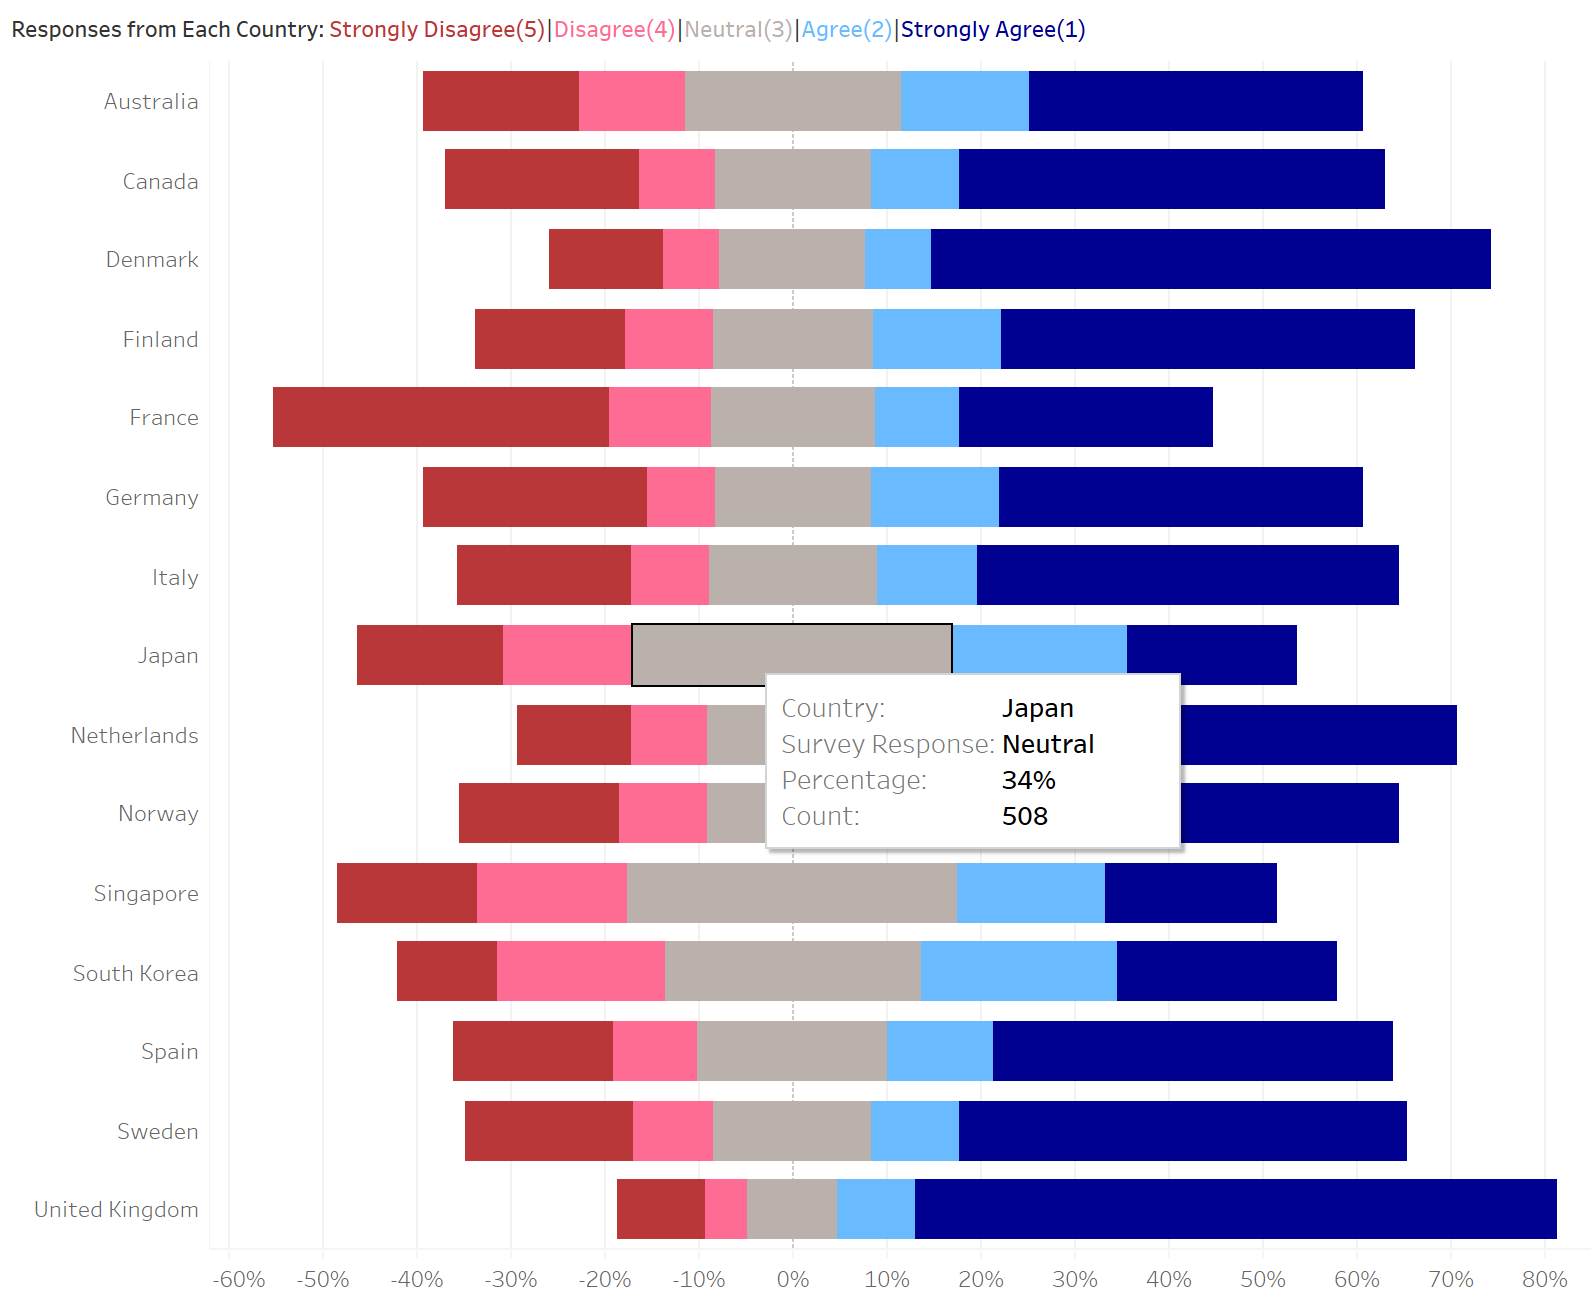 Responses from Each Country: Strongly Disagree(5)|Disagree(4)|Neutral(3)|Agree(2)|Strongly Agree(1)
Australia
Canada
Denmark
Finland
France
Germany
Italy
Japan
Country: Japan
Survey Response: Neutral
Percentage: 34%
Count: 508
Netherlands
Norway
Singapore
South Korea
Spain
Sweden
United Kingdom
-60% -50% -40% -30% -20% -10% 0% 10% 20% 30% 40% 50% 60% 70% 80%